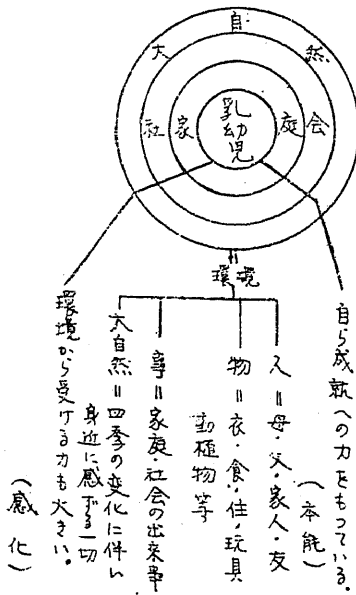 大自然
社会
家庭
乳幼児
環境
自ら成就への力をもっている。
(本能)
人＝母・父・家人・友
物＝衣・食・住・玩具
動植物等
事＝家庭・社会の出来事
大自然＝四季の変化に伴い
身近に感ずる一切
環境から受ける力も大きい。
(感化)